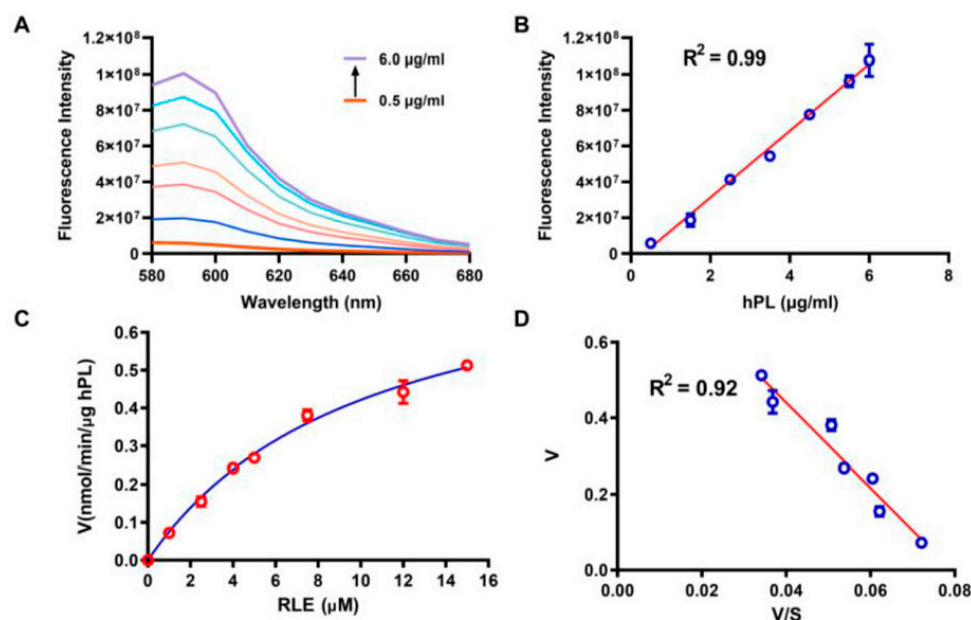 A
Fluorescence Intensity
1.2×10⁸
1×10⁸
8×10⁷
6×10⁷
4×10⁷
2×10⁷
0
6.0 µg/ml
0.5 µg/ml
580 600 620 640 660 680
Wavelength (nm)
B
Fluorescence Intensity
1.2×10⁸
1×10⁸
8×10⁷
6×10⁷
4×10⁷
2×10⁷
0
R² = 0.99
0 2 4 6 8
hPL (µg/ml)
C
V(nmol/min/µg hPL)
0.6
0.5
0.4
0.3
0.2
0.1
0.0
0 2 4 6 8 10 12 14 16
RLE (µM)
D
V
0.6
0.4
0.2
0.0
R² = 0.92
0.00 0.02 0.04 0.06 0.08
V/S